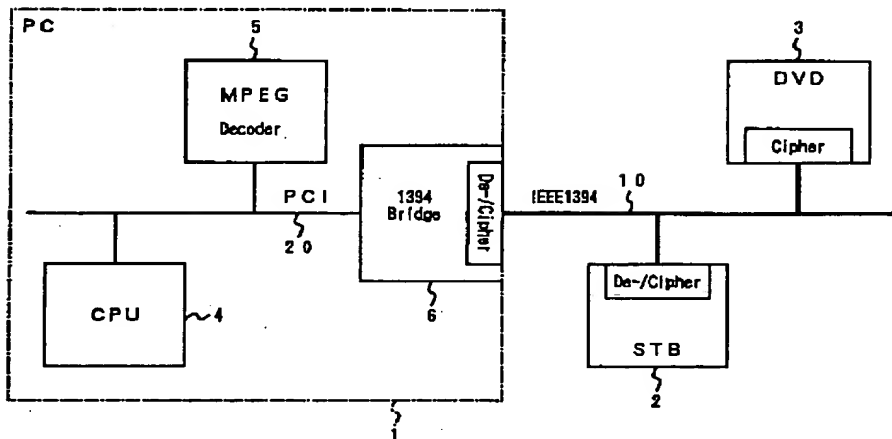 PC
5
MPEG
Decoder
3
DVD
Cipher
PCI
20
1394
Bridge
De-/Cipher
IEEE1394
10
CPU
4
6
De-/Cipher
STB
2
1